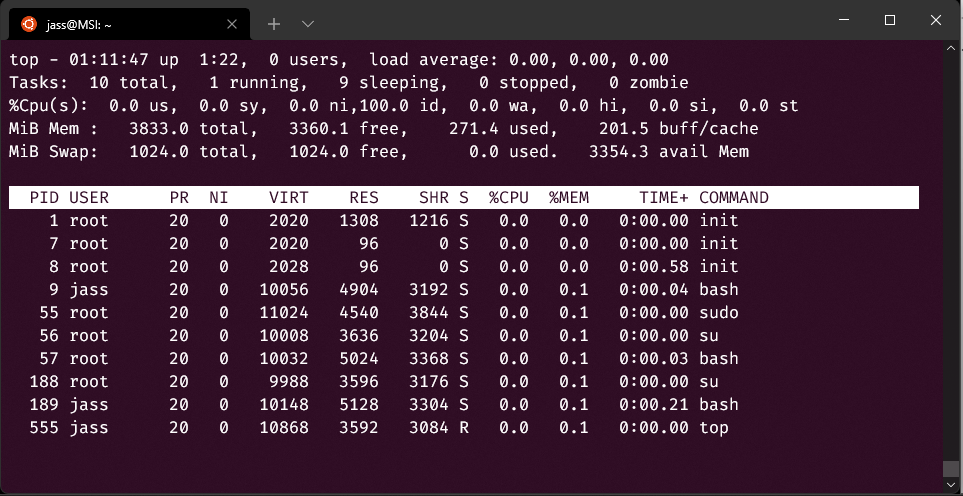 jass@MSI: ~
top - 01:11:47 up  1:22,  0 users,  load average: 0.00, 0.00, 0.00
Tasks:  10 total,   1 running,   9 sleeping,   0 stopped,   0 zombie
%Cpu(s):  0.0 us,  0.0 sy,  0.0 ni,100.0 id,  0.0 wa,  0.0 hi,  0.0 si,  0.0 st
MiB Mem :   3833.0 total,   3360.1 free,    271.4 used,    201.5 buff/cache
MiB Swap:   1024.0 total,   1024.0 free,      0.0 used.   3354.3 avail Mem
  PID USER      PR  NI    VIRT    RES    SHR S  %CPU  %MEM     TIME+ COMMAND
    1 root      20   0    2020   1308   1216 S   0.0   0.0   0:00.00 init
    7 root      20   0    2020     96      0 S   0.0   0.0   0:00.00 init
    8 root      20   0    2028     96      0 S   0.0   0.0   0:00.58 init
    9 jass      20   0   10056   4904   3192 S   0.0   0.1   0:00.04 bash
   55 root      20   0   11024   4540   3844 S   0.0   0.1   0:00.00 sudo
   56 root      20   0   10008   3636   3204 S   0.0   0.1   0:00.00 su
   57 root      20   0   10032   5024   3368 S   0.0   0.1   0:00.03 bash
  188 root      20   0    9988   3596   3176 S   0.0   0.1   0:00.00 su
  189 jass      20   0   10148   5128   3304 S   0.0   0.1   0:00.21 bash
  555 jass      20   0   10868   3592   3084 R   0.0   0.1   0:00.00 top